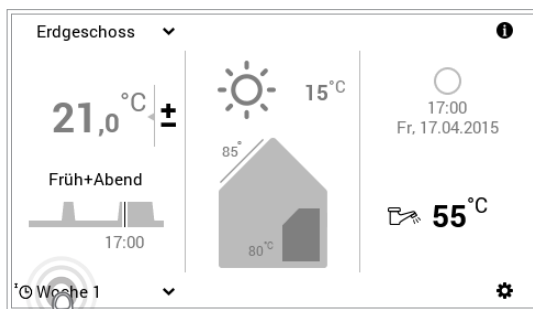 Erdgeschoss
21,0 °C ±
Früh+Abend
17:00
Woche 1
15 °C
85°
80 °C
17:00
Fr, 17.04.2015
55 °C